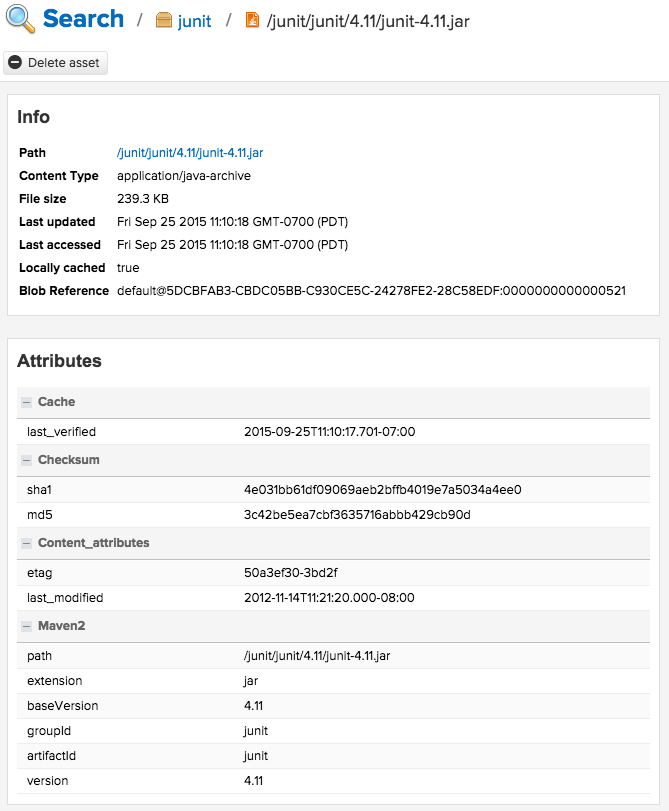 Search / junit / /junit/junit/4.11/junit-4.11.jar
Delete asset
Info
Path /junit/junit/4.11/junit-4.11.jar
Content Type application/java-archive
File size 239.3 KB
Last updated Fri Sep 25 2015 11:10:18 GMT-0700 (PDT)
Last accessed Fri Sep 25 2015 11:10:18 GMT-0700 (PDT)
Locally cached true
Blob Reference default@5DCBFAB3-CBDC05BB-C930CE5C-24278FE2-28C58EDF:0000000000000521
Attributes
Cache
last_verified 2015-09-25T11:10:17.701-07:00
Checksum
sha1 4e031bb61df09069aeb2bffb4019e7a5034a4ee0
md5 3c42be5ea7cbf3635716abbb429cb90d
Content_attributes
etag 50a3ef30-3bd2f
last_modified 2012-11-14T11:21:20.000-08:00
Maven2
path /junit/junit/4.11/junit-4.11.jar
extension jar
baseVersion 4.11
groupId junit
artifactId junit
version 4.11